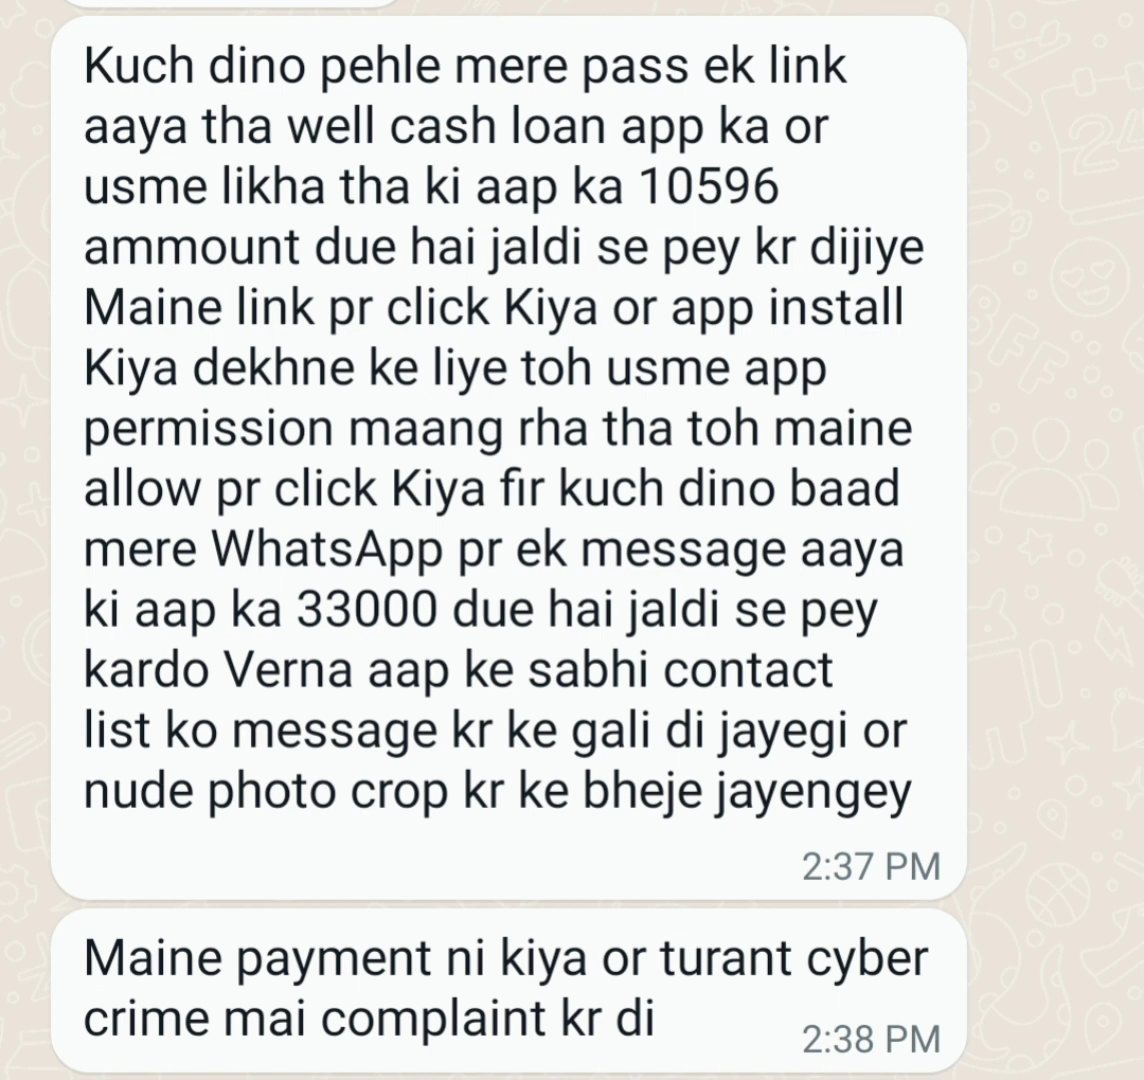 Kuch dino pehle mere pass ek link
aaya tha well cash loan app ka or
usme likha tha ki aap ka 10596
ammount due hai jaldi se pey kr dijiye
Maine link pr click Kiya or app install
Kiya dekhne ke liye toh usme app
permission maang rha tha toh maine
allow pr click Kiya fir kuch dino baad
mere WhatsApp pr ek message aaya
ki aap ka 33000 due hai jaldi se pey
kardo Verna aap ke sabhi contact
list ko message kr ke gali di jayegi or
nude photo crop kr ke bheje jayengey
2:37 PM
Maine payment ni kiya or turant cyber
crime mai complaint kr di
2:38 PM